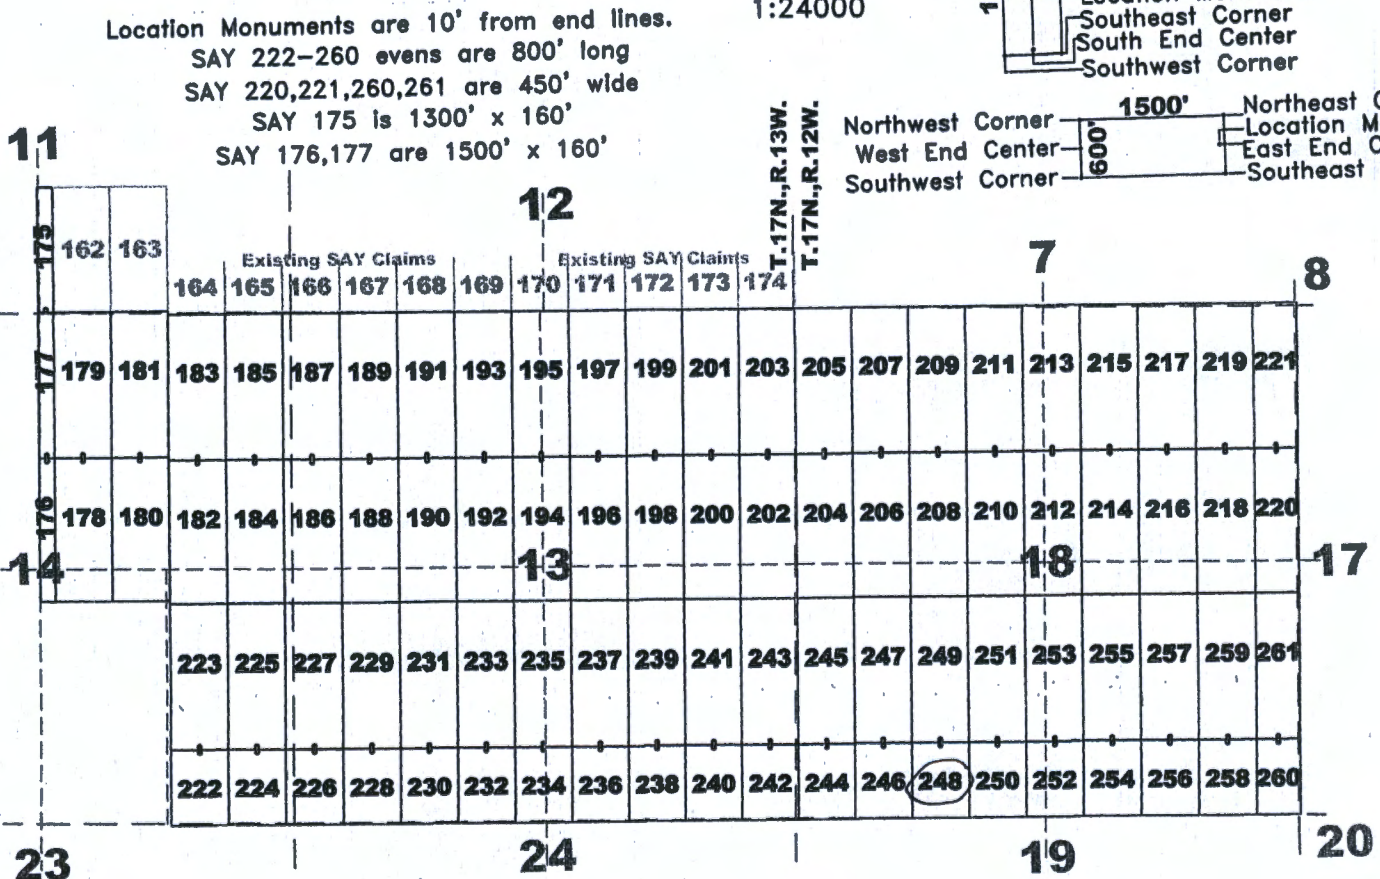 Location Monuments are 10' from end lines.
SAY 222-260 evens are 800' long
SAY 220,221,260,261 are 450' wide
SAY 175 is 1300' x 160'
SAY 176,177 are 1500' x 160'
1:24000
Southeast Corner
South End Center
Southwest Corner
1500'
600'
Northwest Corner
West End Center
Southwest Corner
Northeast
Location
East End
Southeast
T.17N.,R.13W.
T.17N.,R.12W.
11
12
7
8
175 162 163
Existing SAY Claims Existing SAY Claims
164 165 166 167 168 169 170 171 172 173 174
177 179 181 183 185 187 189 191 193 195 197 199 201 203 205 207 209 211 213 215 217 219 221
176 178 180 182 184 186 188 190 192 194 196 198 200 202 204 206 208 210 212 214 216 218 220
14 13 18 17
223 225 227 229 231 233 235 237 239 241 243 245 247 249 251 253 255 257 259 261
222 224 226 228 230 232 234 236 238 240 242 244 246 248 250 252 254 256 258 260
23 24 19 20